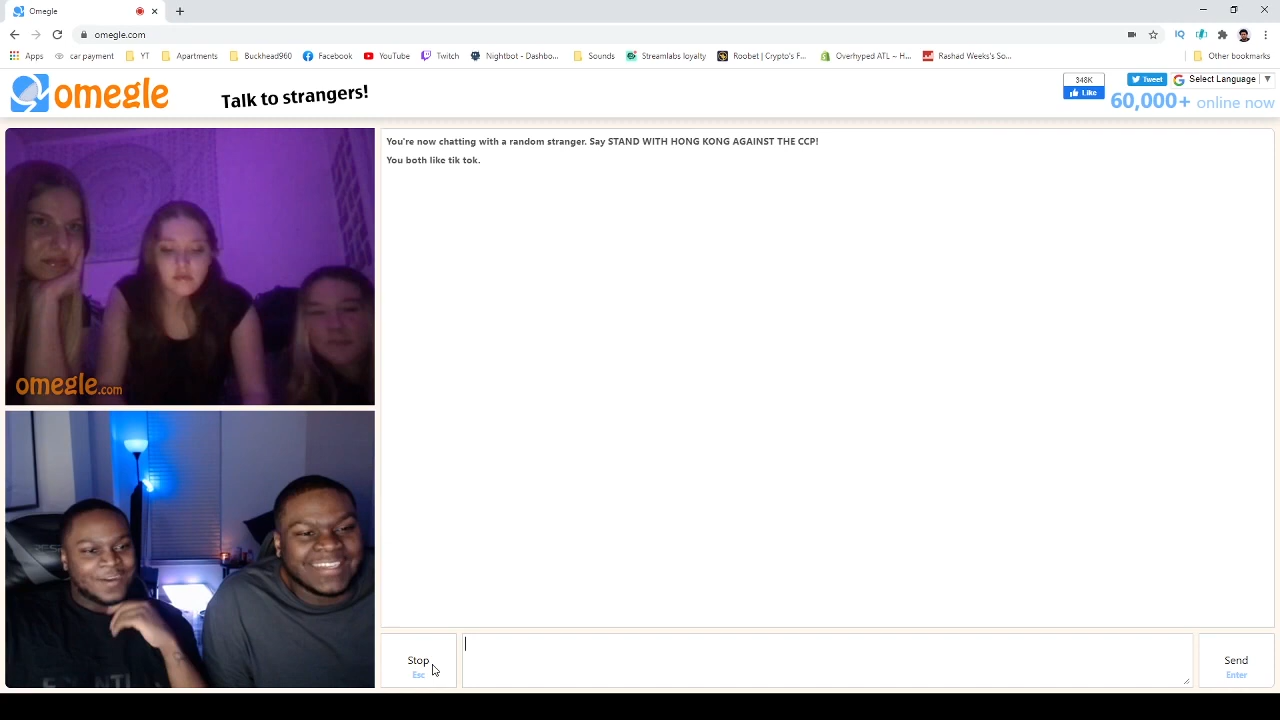 Omegle
omegle.com
Apps
car payment
YT
Apartments
Buckhead960
Facebook
YouTube
Twitch
Nightbot - Dashbo...
Sounds
Streamlabs loyalty
Roobet | Crypto's F...
Overhyped ATL ~ H...
Rashad Weeks's So...
Other bookmarks
omegle
Talk to strangers!
348K
Like
Tweet
Select Language
60,000+ online now
You're now chatting with a random stranger. Say STAND WITH HONG KONG AGAINST THE CCP!
You both like tik tok.
omegle.com
Stop
Esc
Send
Enter